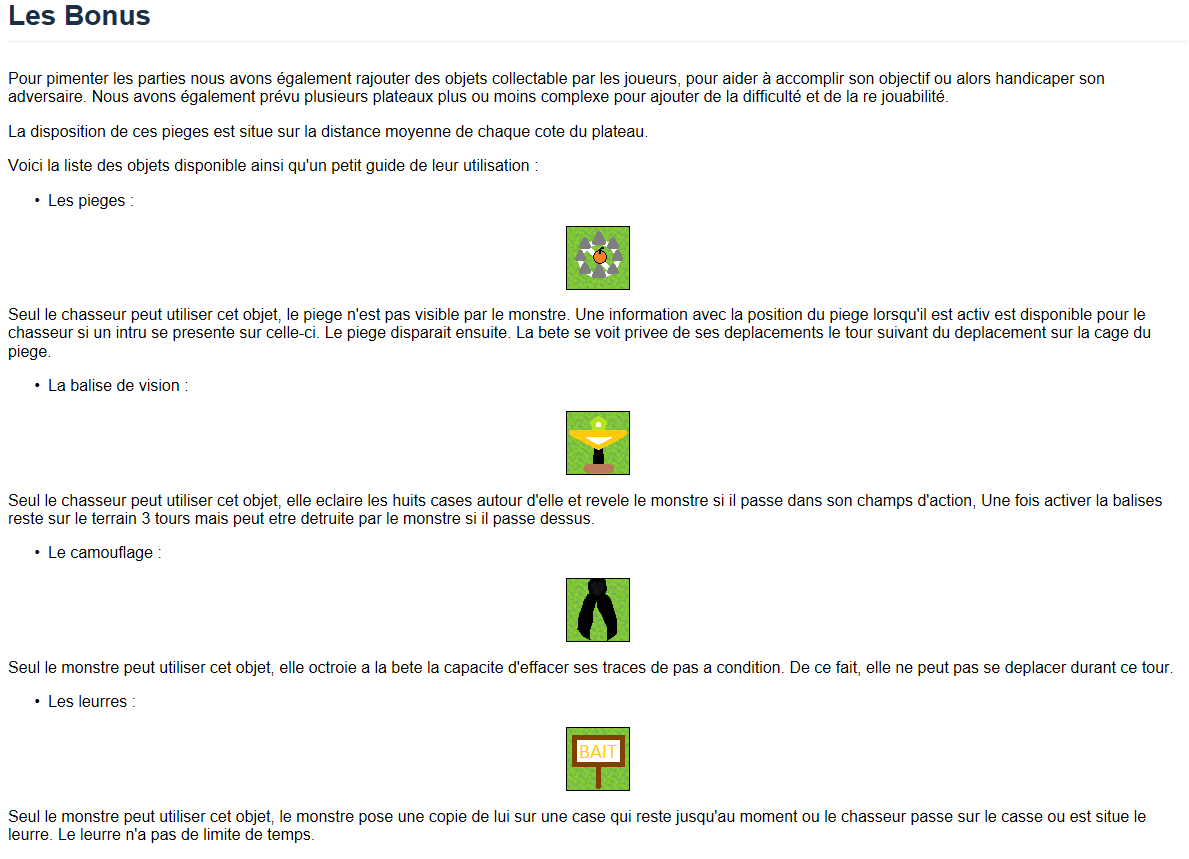 Les Bonus
Pour pimenter les parties nous avons également rajouter des objets collectable par les joueurs, pour aider à accomplir son objectif ou alors handicaper son
adversaire. Nous avons également prévu plusieurs plateaux plus ou moins complexe pour ajouter de la difficulté et de la re jouabilité.
La disposition de ces pieges est situe sur la distance moyenne de chaque cote du plateau.
Voici la liste des objets disponible ainsi qu'un petit guide de leur utilisation :
• Les pieges :
Seul le chasseur peut utiliser cet objet, le piege n'est pas visible par le monstre. Une information avec la position du piege lorsqu'il est activ est disponible pour le
chasseur si un intru se presente sur celle-ci. Le piege disparait ensuite. La bete se voit privee de ses deplacements le tour suivant du deplacement sur la cage du
piege.
• La balise de vision :
Seul le chasseur peut utiliser cet objet, elle eclaire les huits cases autour d'elle et revele le monstre si il passe dans son champs d'action, Une fois activer la balises
reste sur le terrain 3 tours mais peut etre detruite par le monstre si il passe dessus.
• Le camouflage :
Seul le monstre peut utiliser cet objet, elle octroie a la bete la capacite d'effacer ses traces de pas a condition. De ce fait, elle ne peut pas se deplacer durant ce tour.
• Les leurres :
BAIT
Seul le monstre peut utiliser cet objet, le monstre pose une copie de lui sur une case qui reste jusqu'au moment ou le chasseur passe sur le casse ou est situe le
leurre. Le leurre n'a pas de limite de temps.